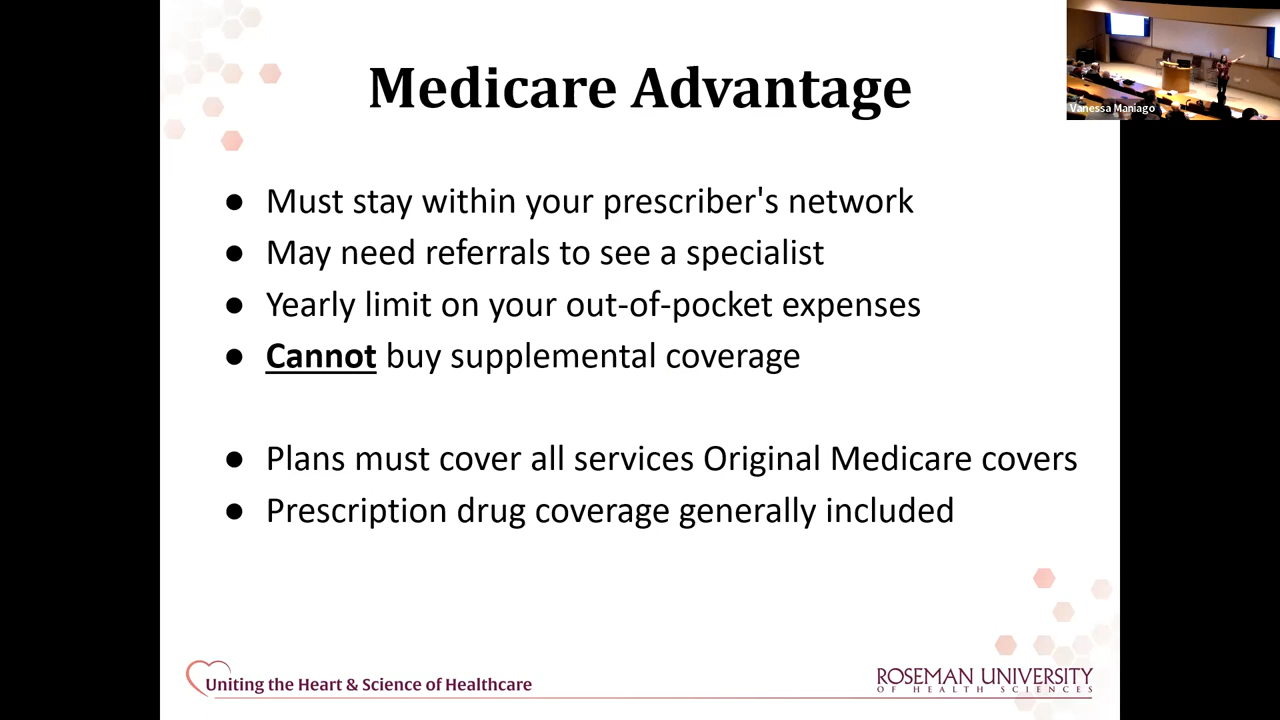 Medicare Advantage
Vanessa Maniago
● Must stay within your prescriber's network
● May need referrals to see a specialist
● Yearly limit on your out-of-pocket expenses
● Cannot buy supplemental coverage
● Plans must cover all services Original Medicare covers
● Prescription drug coverage generally included
Uniting the Heart & Science of Healthcare
ROSEMAN UNIVERSITY
OF HEALTH SCIENCES